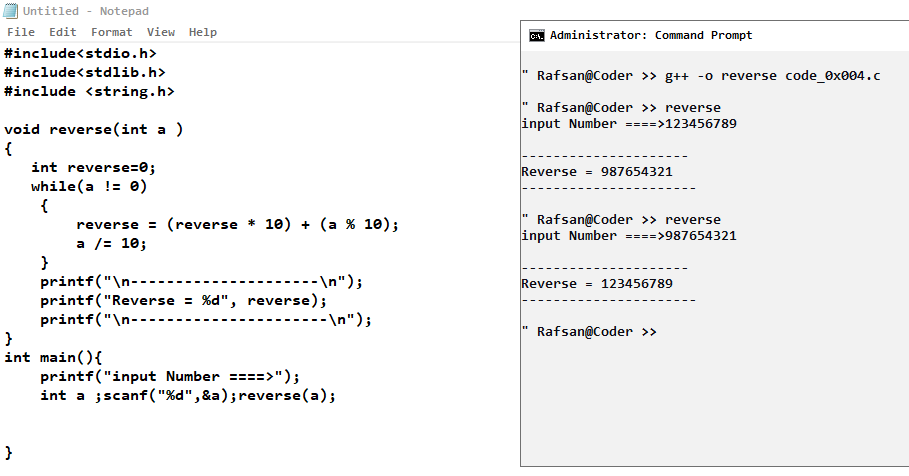 Untitled - Notepad
File Edit Format View Help
#include<stdio.h>
#include<stdlib.h>
#include <string.h>
void reverse(int a )
{
int reverse=0;
while(a != 0)
{
reverse = (reverse * 10) + (a % 10);
a /= 10;
}
printf("\n---------------------\n");
printf("Reverse = %d", reverse);
printf("\n----------------------\n");
}
int main(){
printf("input Number ====>");
int a ;scanf("%d",&a);reverse(a);
}
Administrator: Command Prompt
" Rafsan@Coder >> g++ -o reverse code_0x004.c
" Rafsan@Coder >> reverse
input Number ====>123456789
---------------------
Reverse = 987654321
----------------------
" Rafsan@Coder >> reverse
input Number ====>987654321
---------------------
Reverse = 123456789
----------------------
" Rafsan@Coder >>